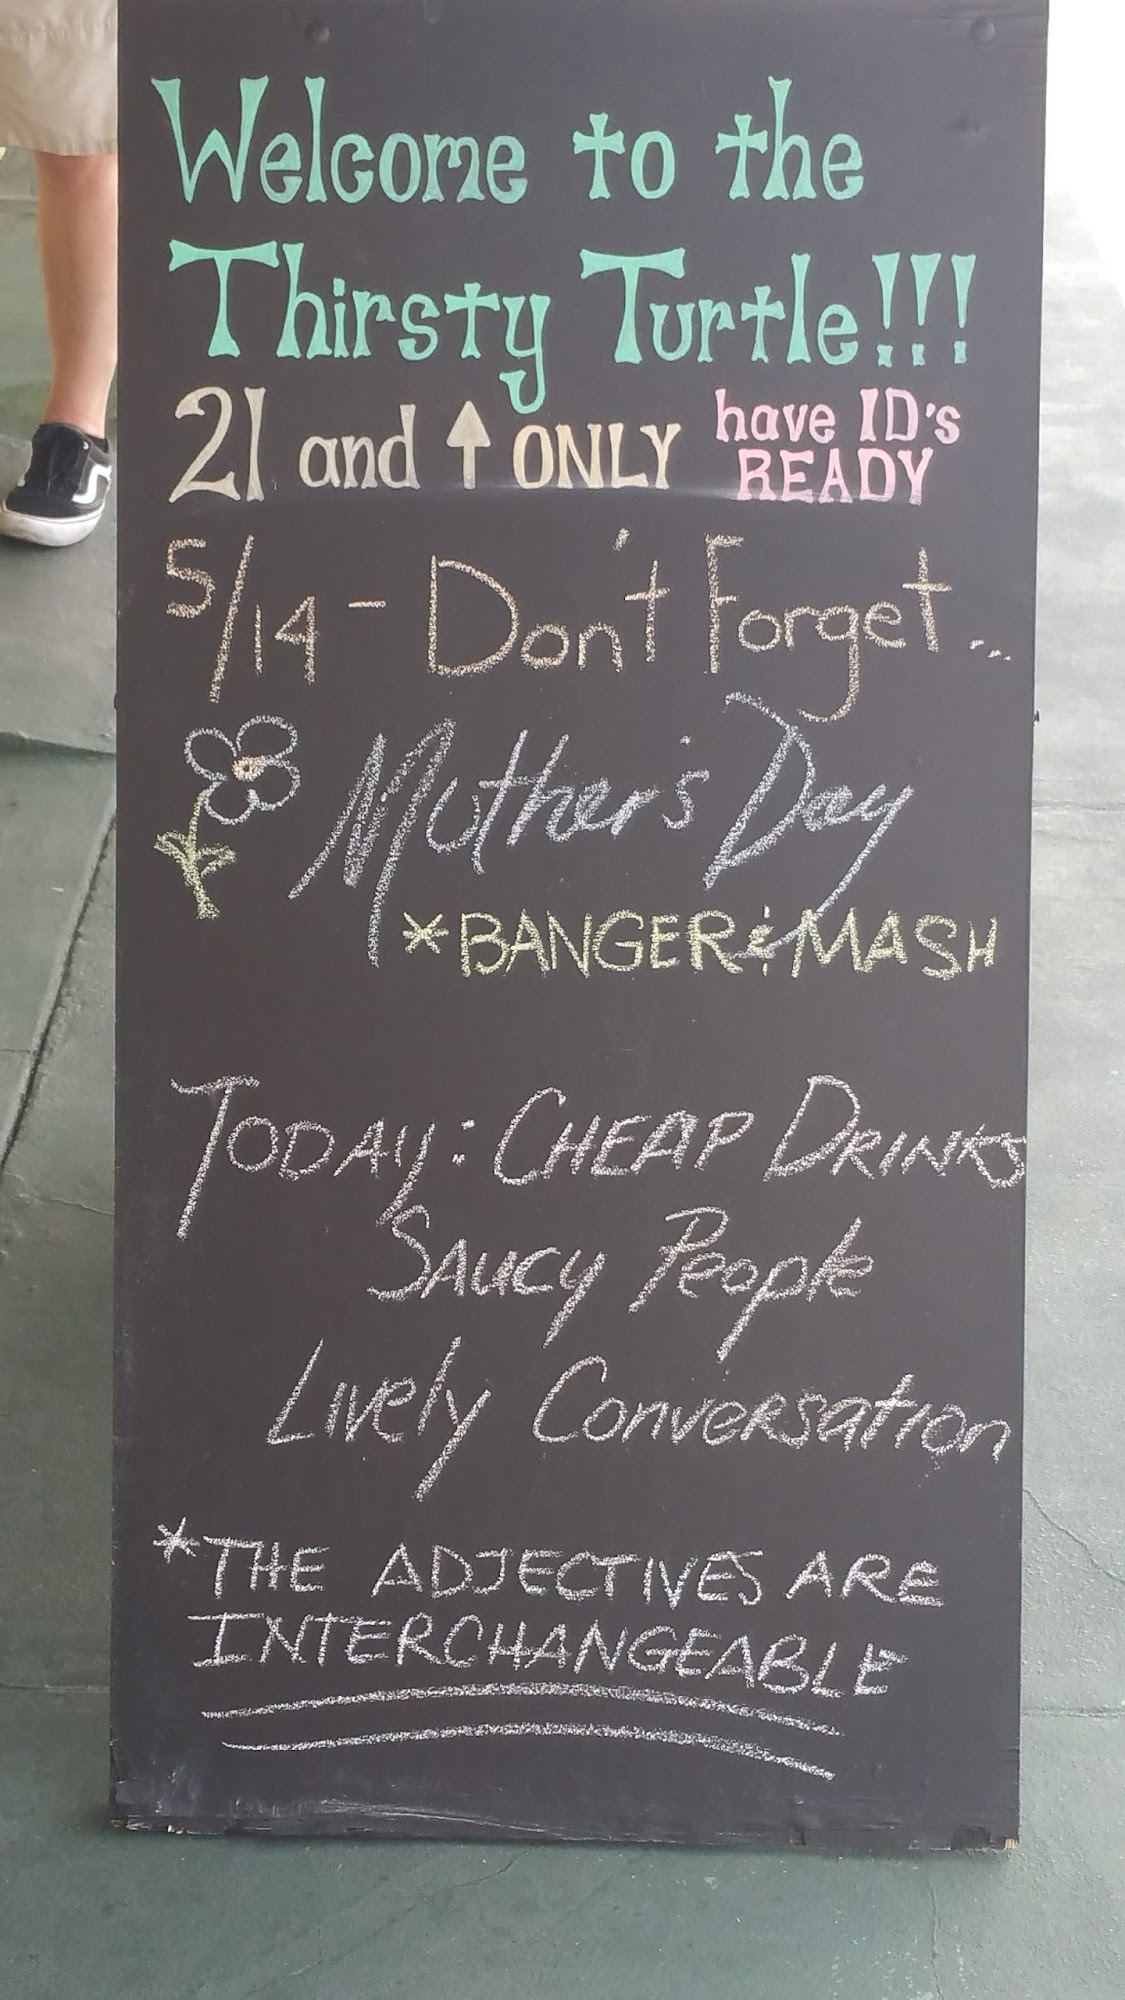 Welcome to the
Thirsty Turtle!!!
21 and ↑ ONLY have ID's READY
5/14 - Don't Forget...
Muther's Day
*BANGER & MASH
TODAY: CHEAP DRINKS
SAUCY People
Lively Conversation
*THE ADJECTIVES ARE
INTERCHANGEABLE